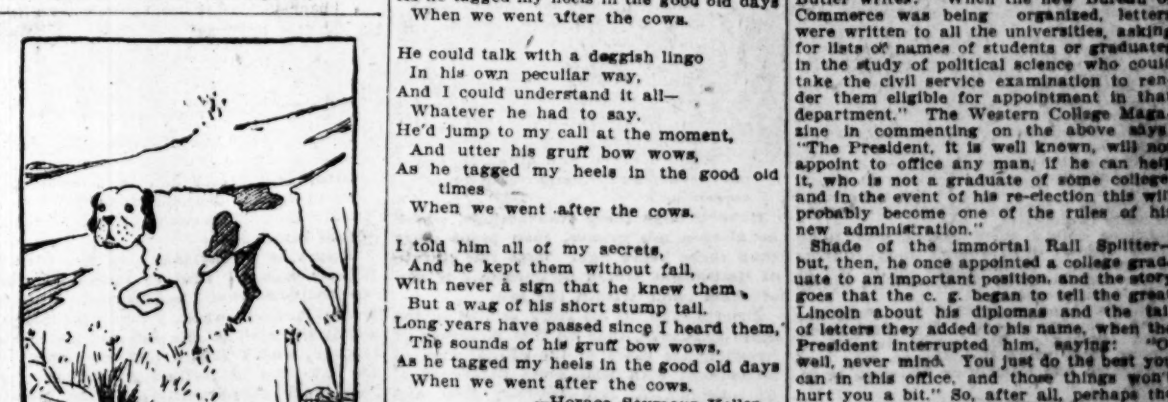 As he tagged my heels in the good old days
When we went after the cows.
He could talk with a doggish lingo
In his own peculiar way,
And I could understand it all—
Whatever he had to say.
He'd jump to my call at the moment,
And utter his gruff bow wows,
As he tagged my heels in the good old
times
When we went after the cows.
I told him all of my secrets,
And he kept them without fail,
With never a sign that he knew them,
But a wag of his short stump tail.
Long years have passed since I heard them,
The sounds of his gruff bow wows,
As he tagged my heels in the good old days
When we went after the cows.
—Horace Seymour
Butler writes: "When the new Bureau of
Commerce was being organized, letters
were written to all the universities, asking
for lists of names of students or graduate
in the study of political science who could
take the civil service examination to ren
der them eligible for appointment in that
department." The Western College Maga
zine in commenting on the above says
"The President, it is well known, will not
appoint to office any man, if he can help
it, who is not a graduate of some college
and in the event of his re-election this will
probably become one of the rules of his
new administration."
Shade of the immortal Rail Splitter—
but, then, he once appointed a college grad
uate to an important position, and the story
goes that the c. g. began to tell the great
Lincoln about his diplomas and the tail
of letters they added to his name, when the
President interrupted him, saying: "O
well, never mind. You just do the best you
can in this office, and those things won't
hurt you a bit." So, after all, perhaps the